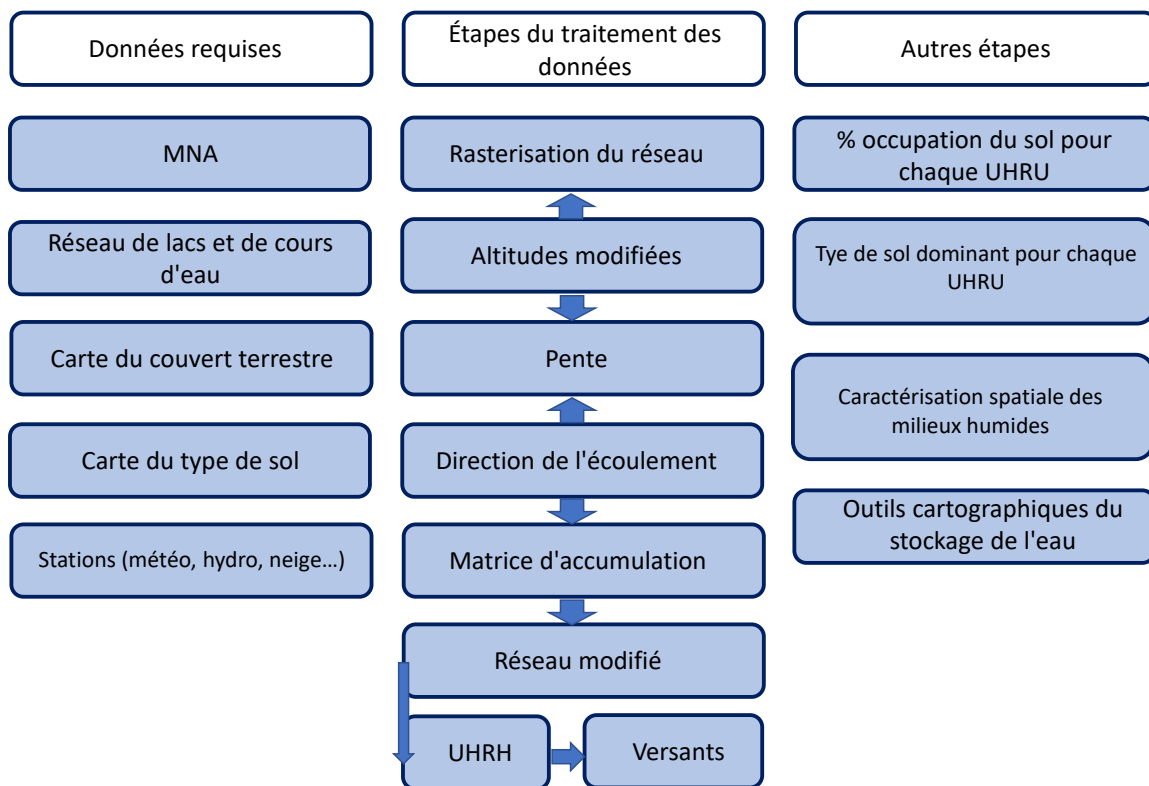 Données requises
MNA
Réseau de lacs et de cours
d'eau
Carte du couvert terrestre
Carte du type de sol
Stations (météo, hydro, neige…)
Étapes du traitement des
données
Rasterisation du réseau
Altitudes modifiées
Pente
Direction de l'écoulement
Matrice d'accumulation
Réseau modifié
UHRH
Versants
Autres étapes
% occupation du sol pour
chaque UHRU
Tye de sol dominant pour chaque
UHRU
Caractérisation spatiale des
milieux humides
Outils cartographiques du
stockage de l'eau